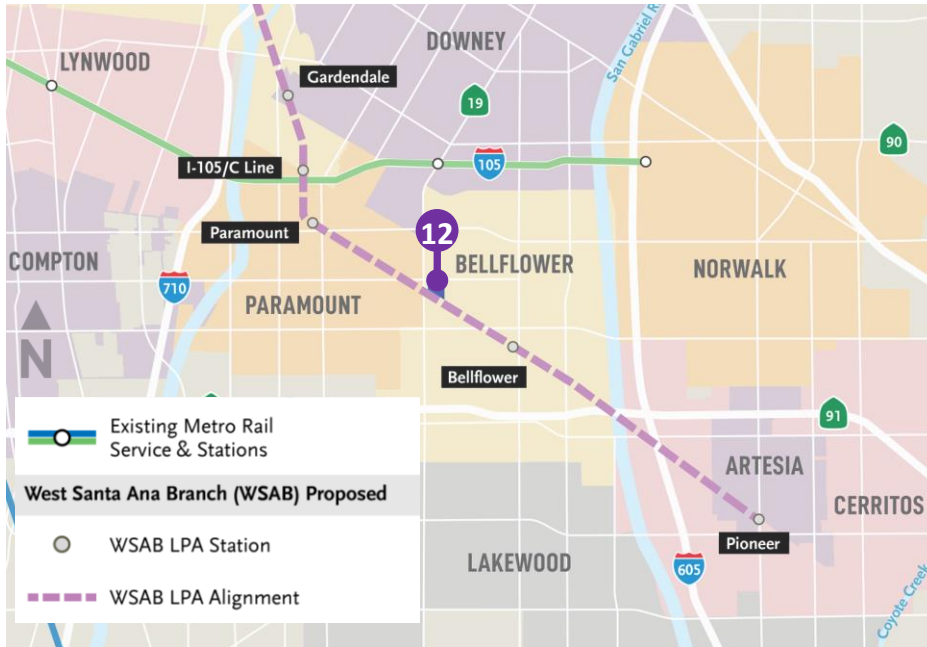 LYNWOOD
DOWNEY
San Gabriel R
Gardendale
19
90
I-105/C Line
105
Paramount
12
COMPTON
BELLFLOWER
NORWALK
710
PARAMOUNT
N
Bellflower
91
Existing Metro Rail
Service & Stations
ARTESIA
West Santa Ana Branch (WSAB) Proposed
CERRITOS
WSAB LPA Station
Pioneer
LAKEWOOD
605
WSAB LPA Alignment
Coyote Creek